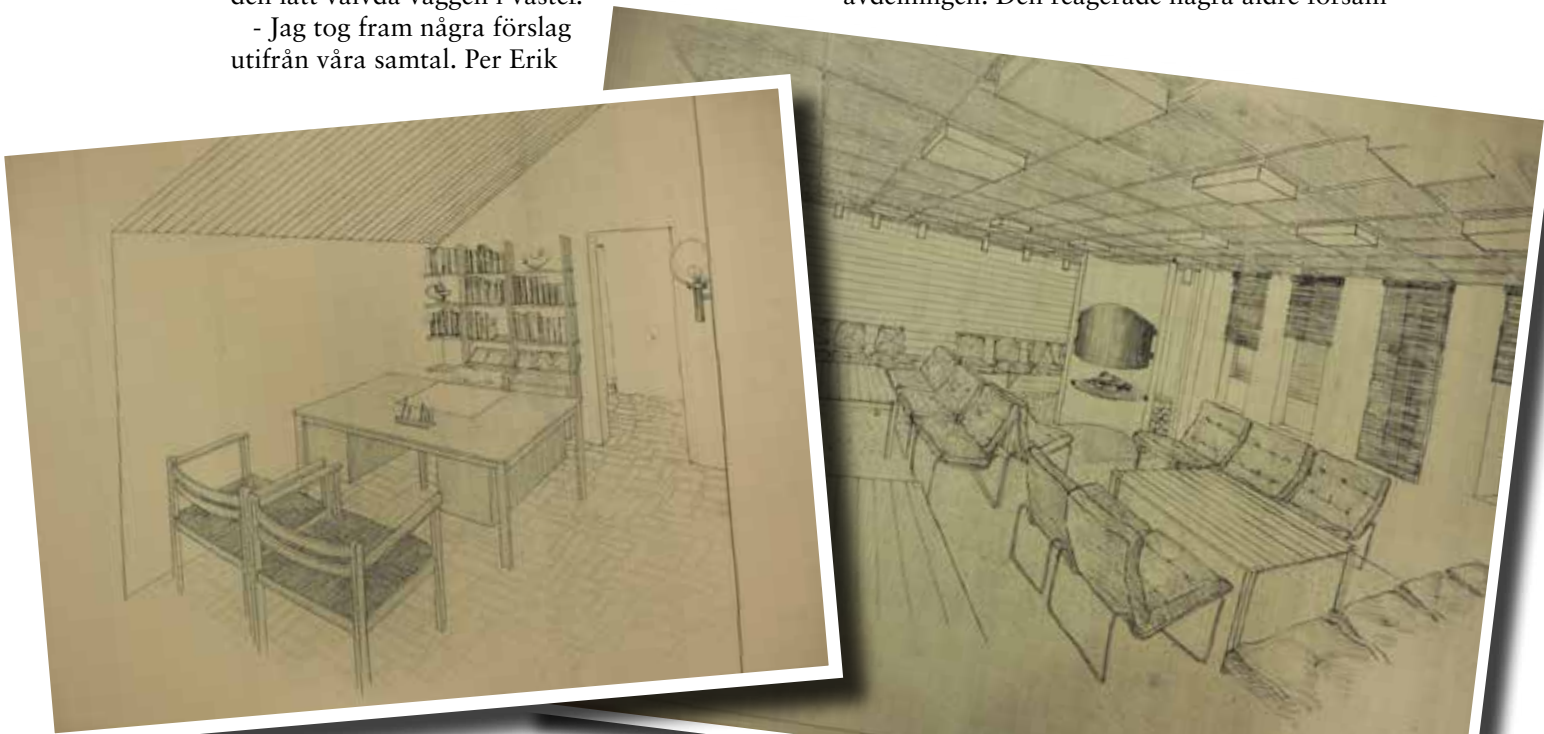 den lätt välvda väggen i väster.
- Jag tog fram några förslag
utifrån våra samtal. Per Erik
avdelningen. Den reagerade några äldre försam-